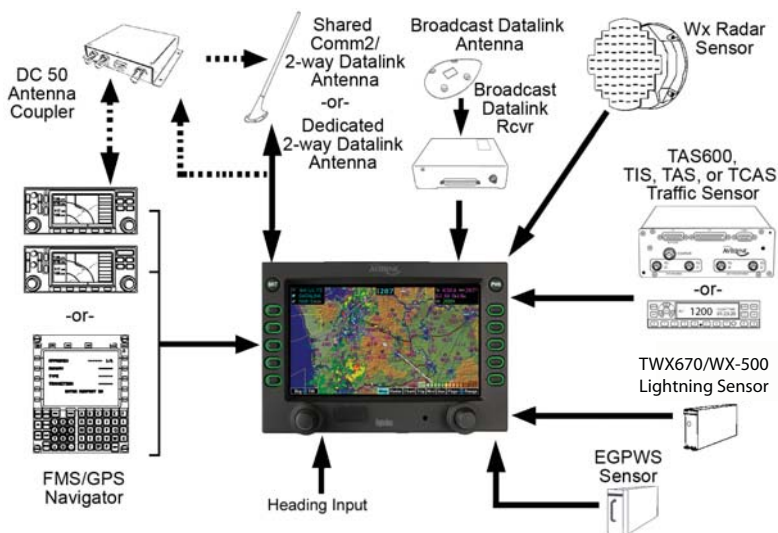 DC 50
Antenna
Coupler
Shared
Comm2/
2-way Datalink
Antenna
-or-
Dedicated
2-way Datalink
Antenna
Broadcast Datalink
Antenna
Broadcast
Datalink
Rcvr
Wx Radar
Sensor
TAS600,
TIS, TAS, or TCAS
Traffic Sensor
-or-
1200
TWX670/WX-500
Lightning Sensor
EGPWS
Sensor
Heading Input
-or-
FMS/GPS
Navigator